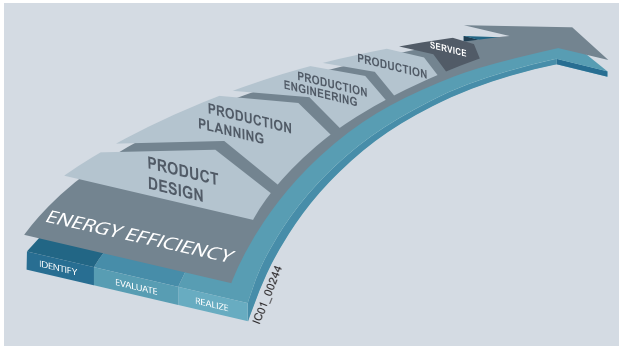 SERVICE
PRODUCTION
PRODUCTION
ENGINEERING
PRODUCTION
PLANNING
PRODUCT
DESIGN
ENERGY EFFICIENCY
IDENTIFY
EVALUATE
REALIZE
IC01_00244